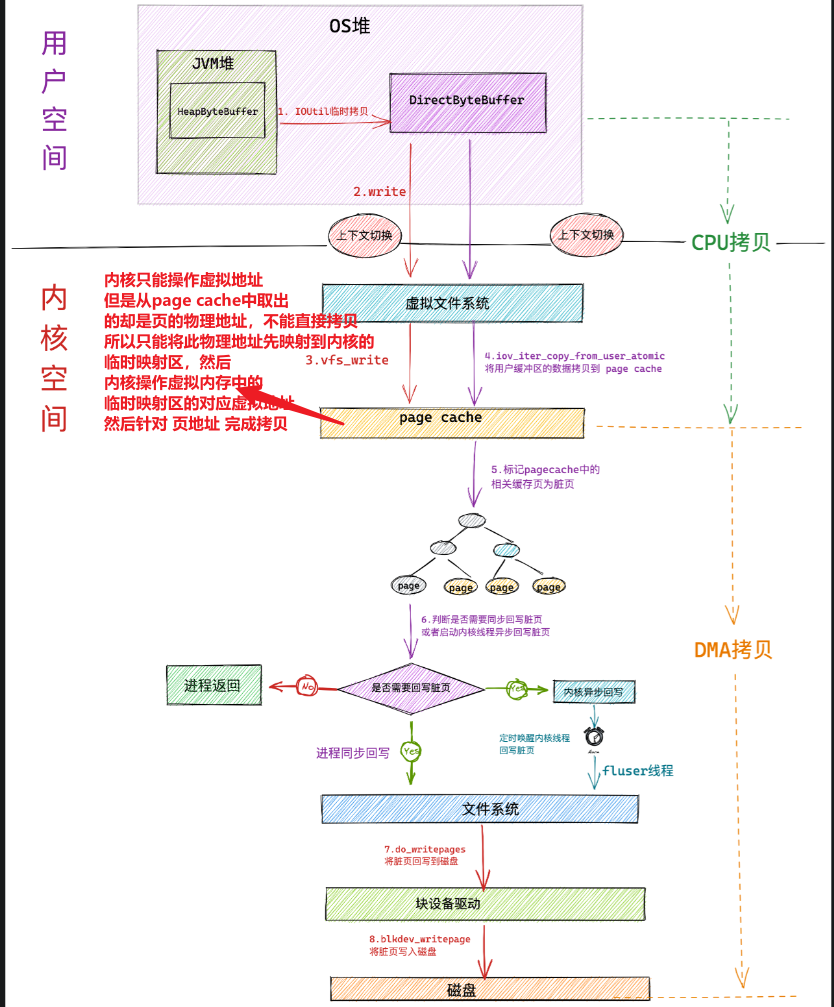 用
户
空
间
OS堆
JVM堆
HeapByteBuffer
1. IOUtil临时拷贝
DirectByteBuffer
2.write
上下文切换
上下文切换
CPU拷贝
内
核
空
间
内核只能操作虚拟地址
但是从page cache中取出
的却是页的物理地址，不能直接拷贝
所以只能将此物理地址先映射到内核的
临时映射区，然后
内核操作虚拟内存中的
临时映射区的对应虚拟地址
然后针对 页地址 完成拷贝
虚拟文件系统
3.vfs_write
4.iov_iter_copy_from_user_atomic
将用户缓冲区的数据拷贝到 page cache
page cache
5.标记pagecache中的
相关缓存页为脏页
page
page
page
page
6.判断是否需要同步回写脏页
或者启动内核线程异步回写脏页
DMA拷贝
进程返回
No
是否需要回写脏页
Yes
内核异步回写
进程同步回写
Yes
定时唤醒内核线程
回写脏页
fluser线程
文件系统
7.do_writepages
将脏页回写到磁盘
块设备驱动
8.blkdev_writepage
将脏页写入磁盘
磁盘